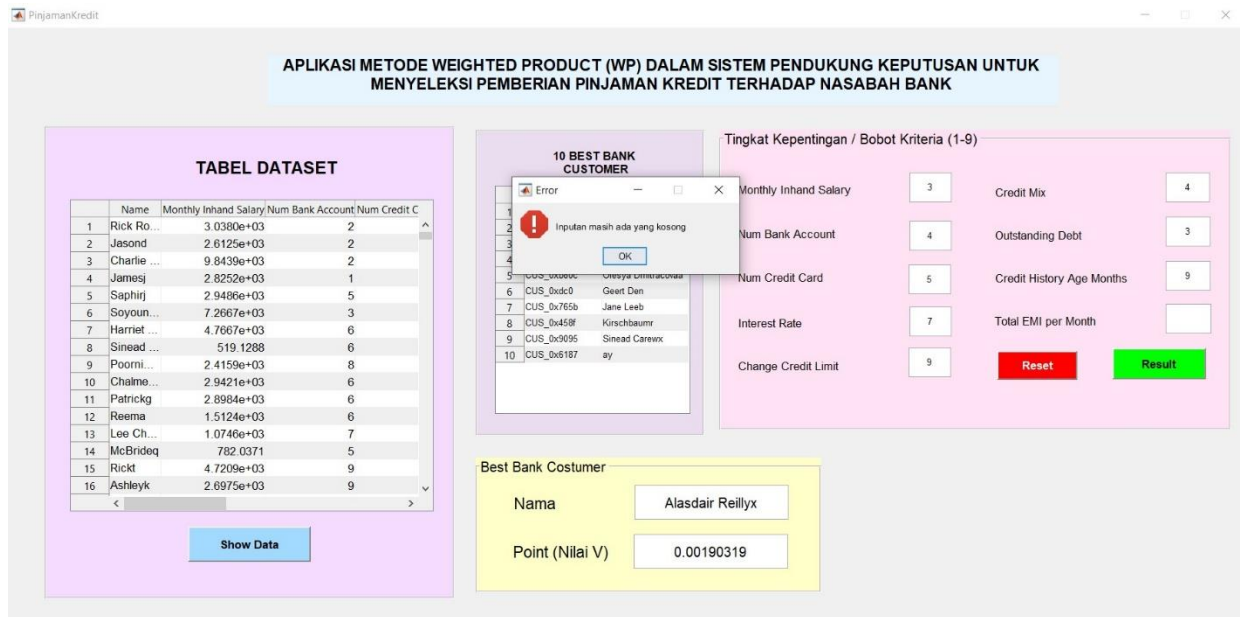 PinjamanKredit
APLIKASI METODE WEIGHTED PRODUCT (WP) DALAM SISTEM PENDUKUNG KEPUTUSAN UNTUK
MENYELEKSI PEMBERIAN PINJAMAN KREDIT TERHADAP NASABAH BANK
TABEL DATASET
Name Monthly Inhand Salary Num Bank Account Num Credit C
1 Rick Ro... 3.0380e+03 2
2 Jasond 2.6125e+03 2
3 Charlie ... 9.8439e+03 2
4 Jamesj 2.8252e+03 1
5 Saphirj 2.9486e+03 5
6 Soyoun... 7.2667e+03 3
7 Harriet ... 4.7667e+03 6
8 Sinead ... 519.1288 6
9 Poorni... 2.4159e+03 8
10 Chalme... 2.9421e+03 6
11 Patrickg 2.8984e+03 6
12 Reema 1.5124e+03 6
13 Lee Ch... 1.0746e+03 7
14 McBrideq 782.0371 5
15 Rickt 4.7209e+03 9
16 Ashleyk 2.6975e+03 9
Show Data
10 BEST BANK
CUSTOMER
Error
Inputan masih ada yang kosong
OK
1
2
3
4
5
6 CUS_0xdc0 Geert Den
7 CUS_0x765b Jane Leeb
8 CUS_0x458f Kirschbaumr
9 CUS_0x9095 Sinead Carewx
10 CUS_0x6187 ay
Tingkat Kepentingan / Bobot Kriteria (1-9)
Monthly Inhand Salary 3
Num Bank Account 4
Num Credit Card 5
Interest Rate 7
Change Credit Limit 9
Credit Mix 4
Outstanding Debt 3
Credit History Age Months 9
Total EMI per Month
Reset Result
Best Bank Costumer
Nama Alasdair Reillyx
Point (Nilai V) 0.00190319